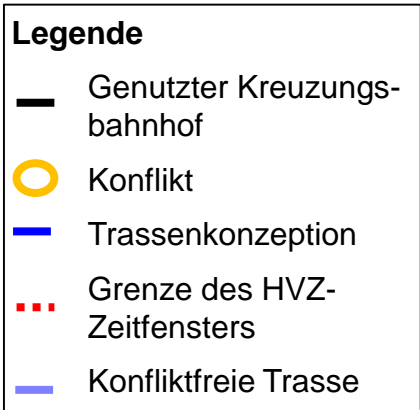 Legende
Genutzter Kreuzungs-
bahnhof
Konflikt
Trassenkonzeption
Grenze des HVZ-
Zeitfensters
Konfliktfreie Trasse